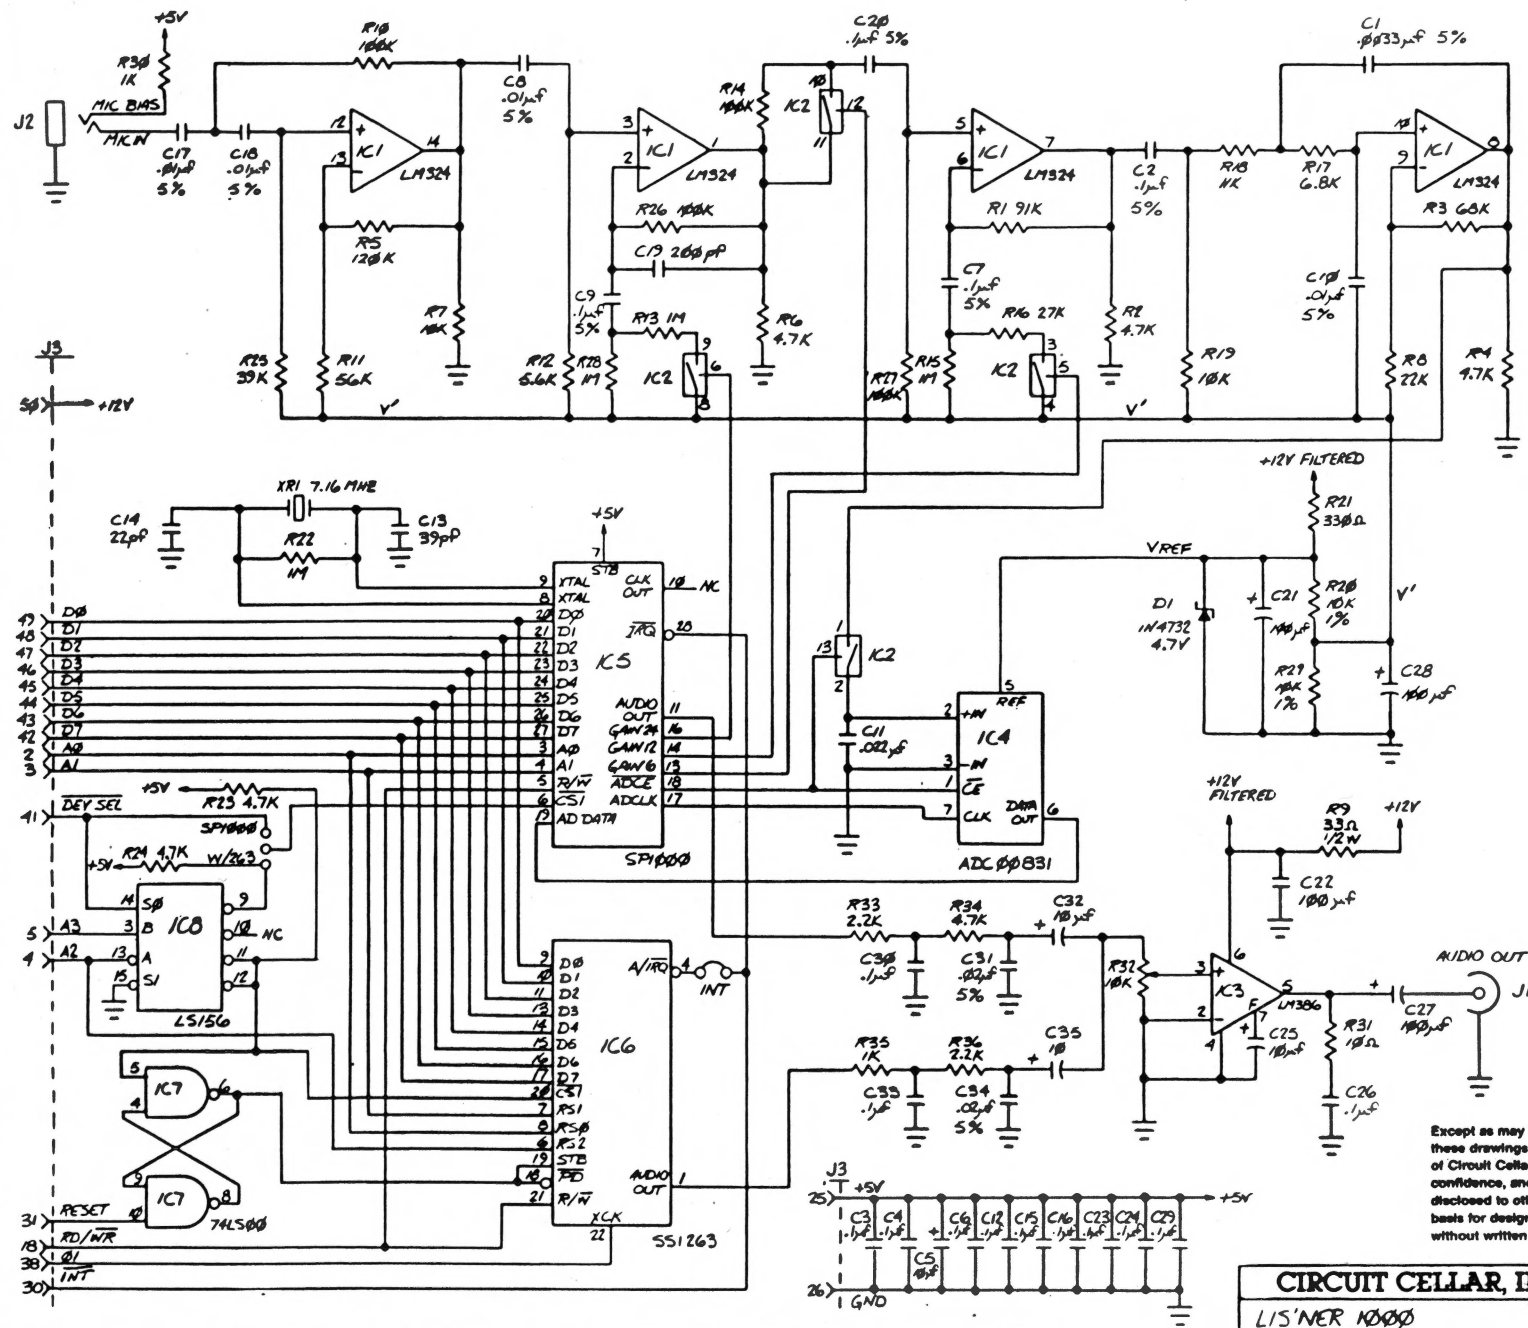 +5V
R30
1K
J2
MIC BIAS
MIC IN
C17
.01µf
5%
C18
.01µf
5%
R10
100K
12
+
13
−
IC1
14
LM324
R5
120K
R7
10K
R25
39K
R11
56K
C8
.01µf
5%
3
+
2
−
IC1
1
LM324
R26 100K
C19 200pf
C9
.1µf
5%
R13 1M
R12
5.6K
R28
1M
9
IC2
6
8
R14
100K
10
IC2
12
11
R6
4.7K
C20
.1µf 5%
5
+
6
−
IC1
7
LM324
R1 91K
C7
.1µf
5%
R16 27K
R27
100K
R15
1M
3
IC2
5
4
R2
4.7K
C2
.1µf
5%
R18
11K
R17
6.8K
R19
10K
C1
.0033µf 5%
C10
.01µf
5%
10
+
9
−
IC1
8
LM324
R3 68K
R8
22K
R4
4.7K
V'
V'
J3
50
+12V
XR1 7.16 MHZ
C14
22pf
C13
39pf
R22
1M
+12V FILTERED
R21
330Ω
VREF
D1
1N4732
4.7V
+
C21
100µf
R20
10K
1%
R29
10K
1%
V'
+
C28
100µf
+5V
7
STB
9 XTAL
8 XTAL
20 D0
21 D1
22 D2
23 D3
24 D4
25 D5
26 D6
27 D7
3 A0
4 A1
5 R/W
6 CS1
19 AD DATA
IC5
CLK OUT 10 NC
IRQ 28
AUDIO OUT 11
GAIN 24 16
GAIN 12 14
GAIN 6 13
ADCE 18
ADCLK 17
SP1000
49 D0
48 D1
47 D2
46 D3
45 D4
44 D5
43 D6
42 D7
2 A0
3 A1
41 DEV SEL
5 A3
4 A2
1
13
IC2
2
C11
.022µf
5
REF
2 +IN
IC4
3 −IN
1 CE
7 CLK
DATA OUT 6
ADC00831
+5V
R23 4.7K
SP1000
+5V
R24 4.7K
W/263
14 S0
3 B
13 A
15 S1
IC8
9
10 NC
11
12
LS156
5
4
IC7
6
9
10
IC7
8
74LS00
31 RESET
18 RD/WR
38 Ø1
30 INT
9 D0
10 D1
11 D2
13 D3
14 D4
15 D5
16 D6
17 D7
20 CS1
7 RS1
8 RS0
6 RS2
19 STB
18 PD
21 R/W
XCK
22
IC6
A/IRQ 4
INT
AUDIO OUT 1
SS1263
R33
2.2K
R34
4.7K
C30
.1µf
C31
.02µf
5%
C32
10µf
+
R35
1K
R36
2.2K
C33
.1µf
C34
.02µf
5%
C35
10
+
R32
10K
+12V
FILTERED
R9
33Ω
1/2W
+12V
C22
100µf
6
3
+
2
−
IC3
5
LM386
F
7
4
+
C25
10µf
R31
10Ω
C26
.1µf
+
C27
100µf
AUDIO OUT
J1
J3
25
+5V
+5V
C3
.1µf
C4
.1µf
+
C5
10µf
C6
.1µf
C12
.1µf
C15
.1µf
C16
.1µf
C23
.1µf
C24
.1µf
C29
.1µf
26
GND
Except as may
these drawings
of Circuit Cella
confidence, and
disclosed to oth
basis for design
without written
CIRCUIT CELLAR, I
LIS'NER 1000